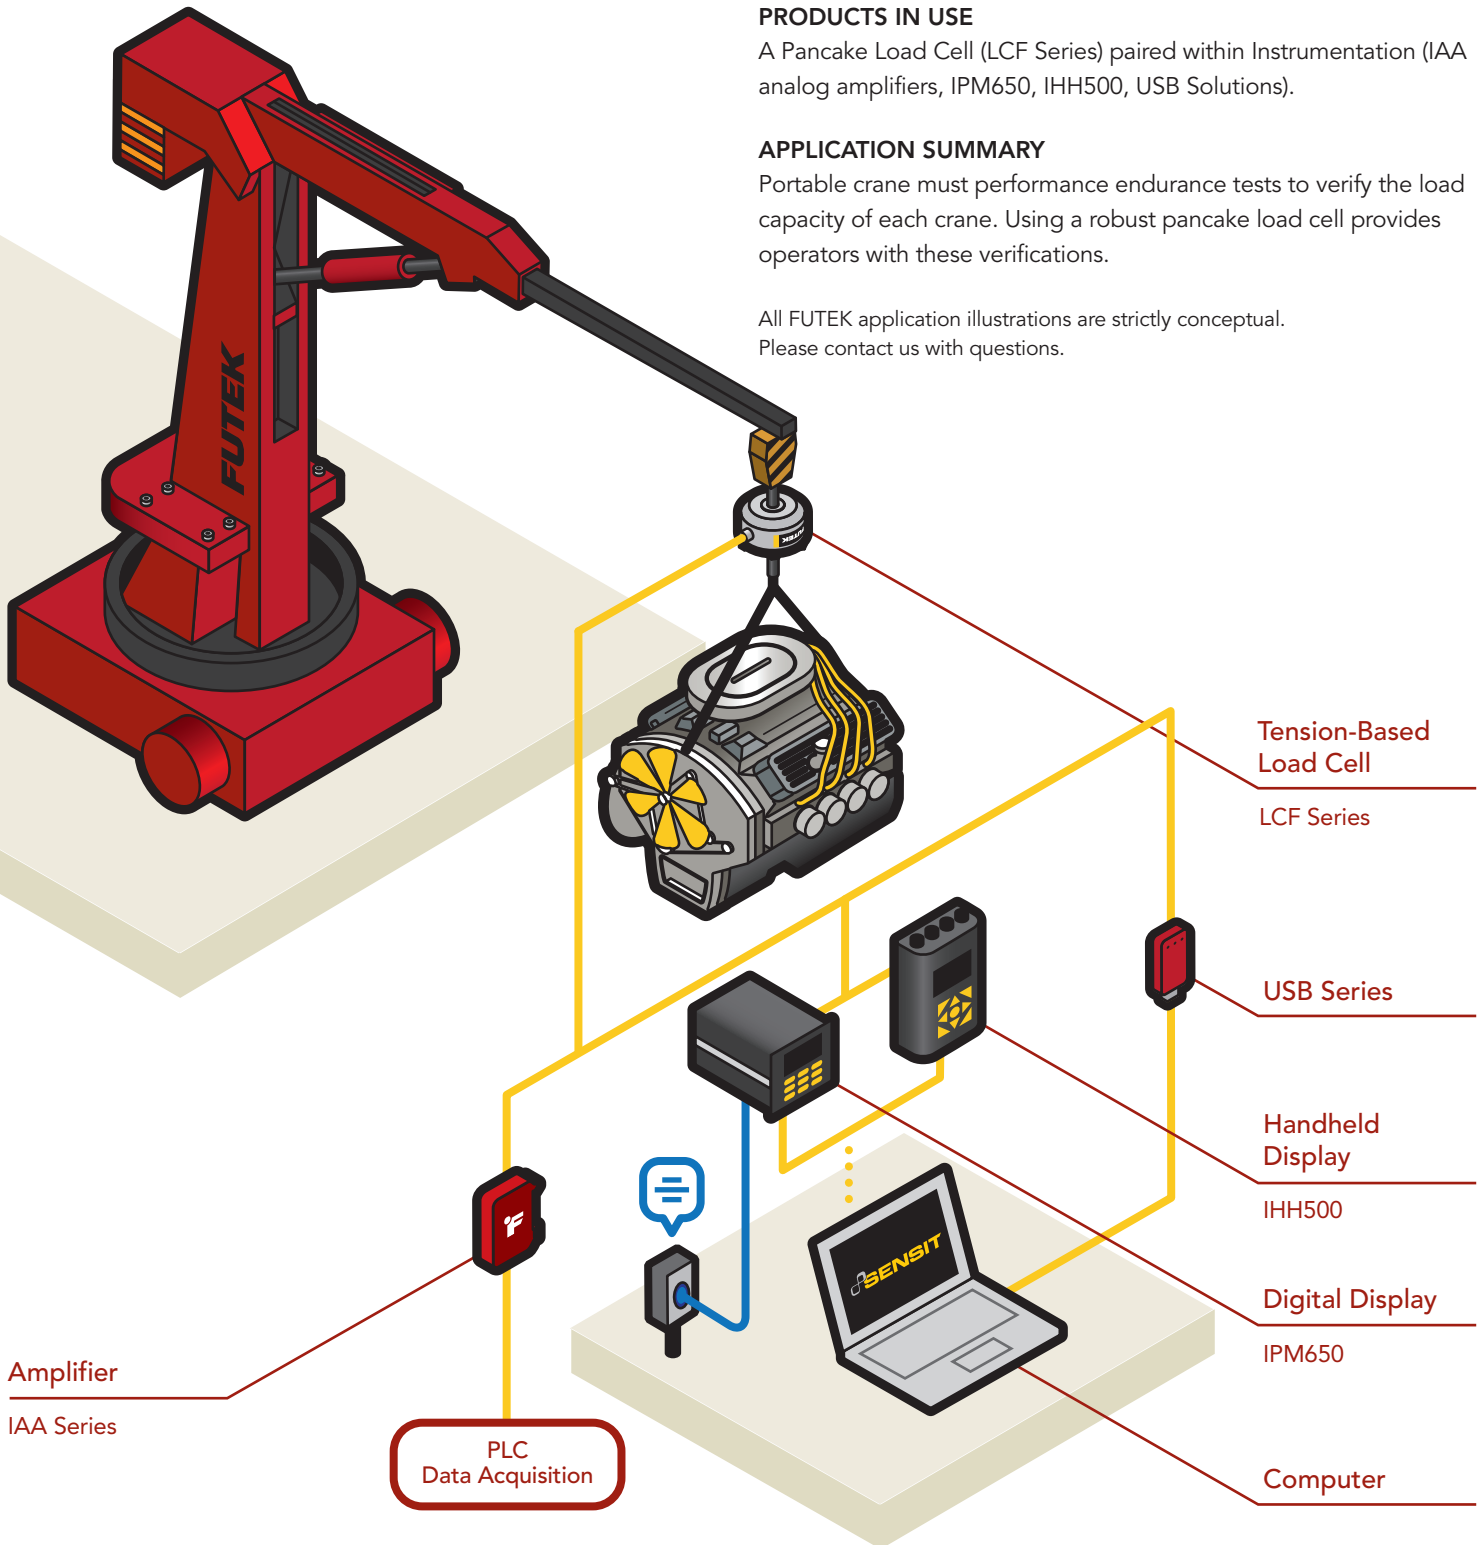 PRODUCTS IN USE
A Pancake Load Cell (LCF Series) paired within Instrumentation (IAA
analog amplifiers, IPM650, IHH500, USB Solutions).
APPLICATION SUMMARY
Portable crane must performance endurance tests to verify the load
capacity of each crane. Using a robust pancake load cell provides
operators with these verifications.
All FUTEK application illustrations are strictly conceptual.
Please contact us with questions.
FUTEK
FUTEK
Tension-Based
Load Cell
LCF Series
USB Series
Handheld
Display
IHH500
SENSIT
Digital Display
IPM650
Amplifier
IAA Series
PLC
Data Acquisition
Computer